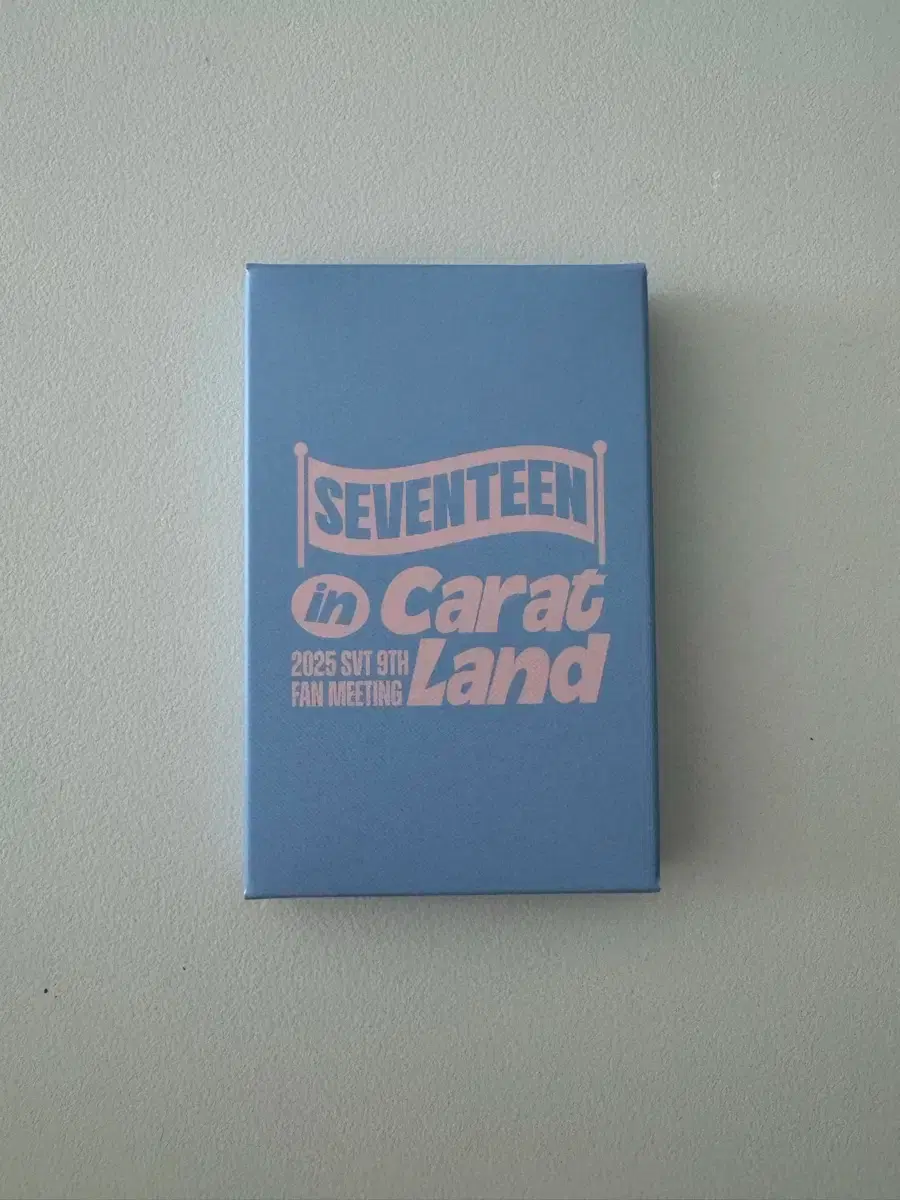 SEVENTEEN
in Carat
2025 SVT 9TH
FAN MEETING
Land